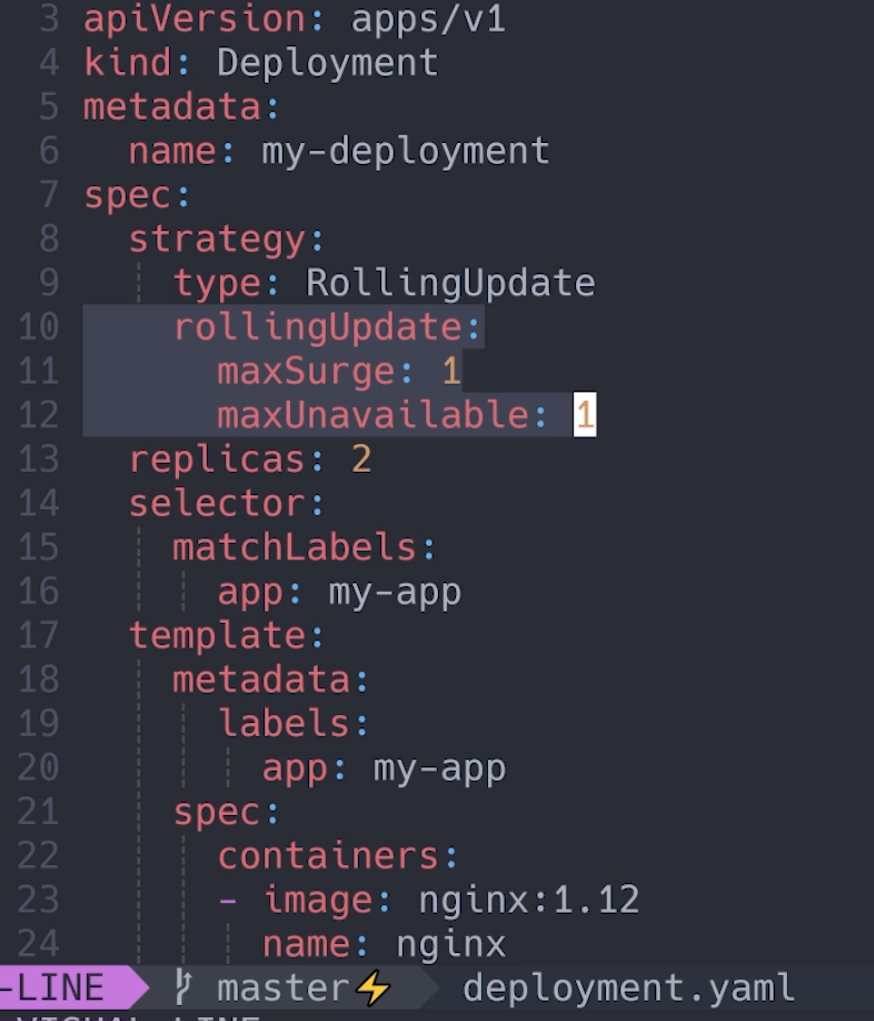 3 apiVersion: apps/v1
4 kind: Deployment
5 metadata:
6   name: my-deployment
7 spec:
8   strategy:
9     type: RollingUpdate
10     rollingUpdate:
11       maxSurge: 1
12       maxUnavailable: 1
13   replicas: 2
14   selector:
15     matchLabels:
16       app: my-app
17   template:
18     metadata:
19       labels:
20         app: my-app
21     spec:
22       containers:
23       - image: nginx:1.12
24         name: nginx
-LINE master⚡ deployment.yaml
VISUAL LINE